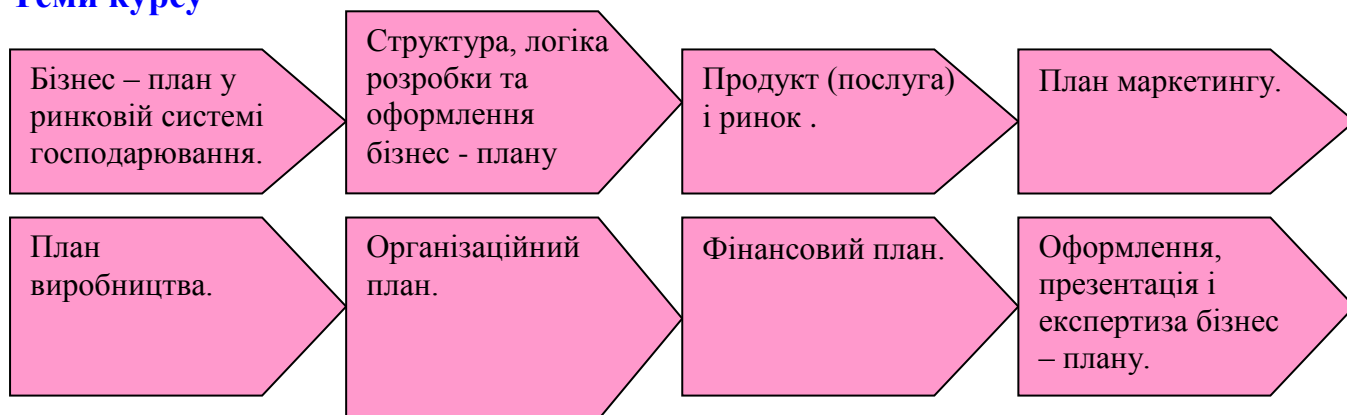 Теми курсу
Бізнес – план у
ринковій системі
господарювання.
Структура, логіка
розробки та
оформлення
бізнес - плану
Продукт (послуга)
і ринок .
План маркетингу.
План
виробництва.
Організаційний
план.
Фінансовий план.
Оформлення,
презентація і
експертиза бізнес
– плану.